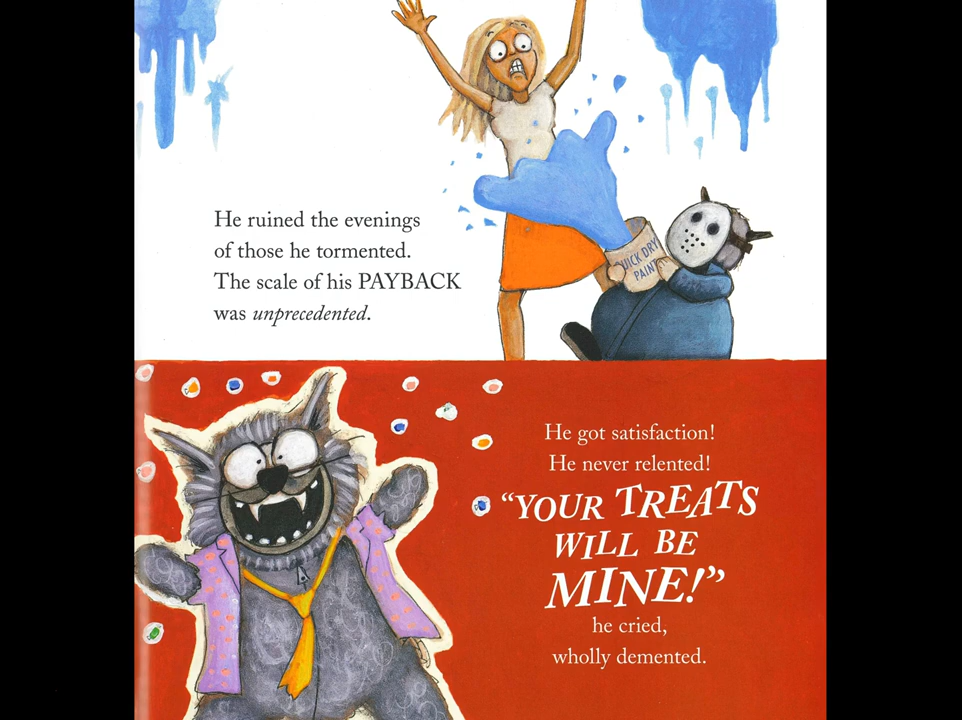 He ruined the evenings
of those he tormented.
The scale of his PAYBACK
was unprecedented.
QUICK DRY
PAINT
He got satisfaction!
He never relented!
“YOUR TREATS
WILL BE
MINE!”
he cried,
wholly demented.